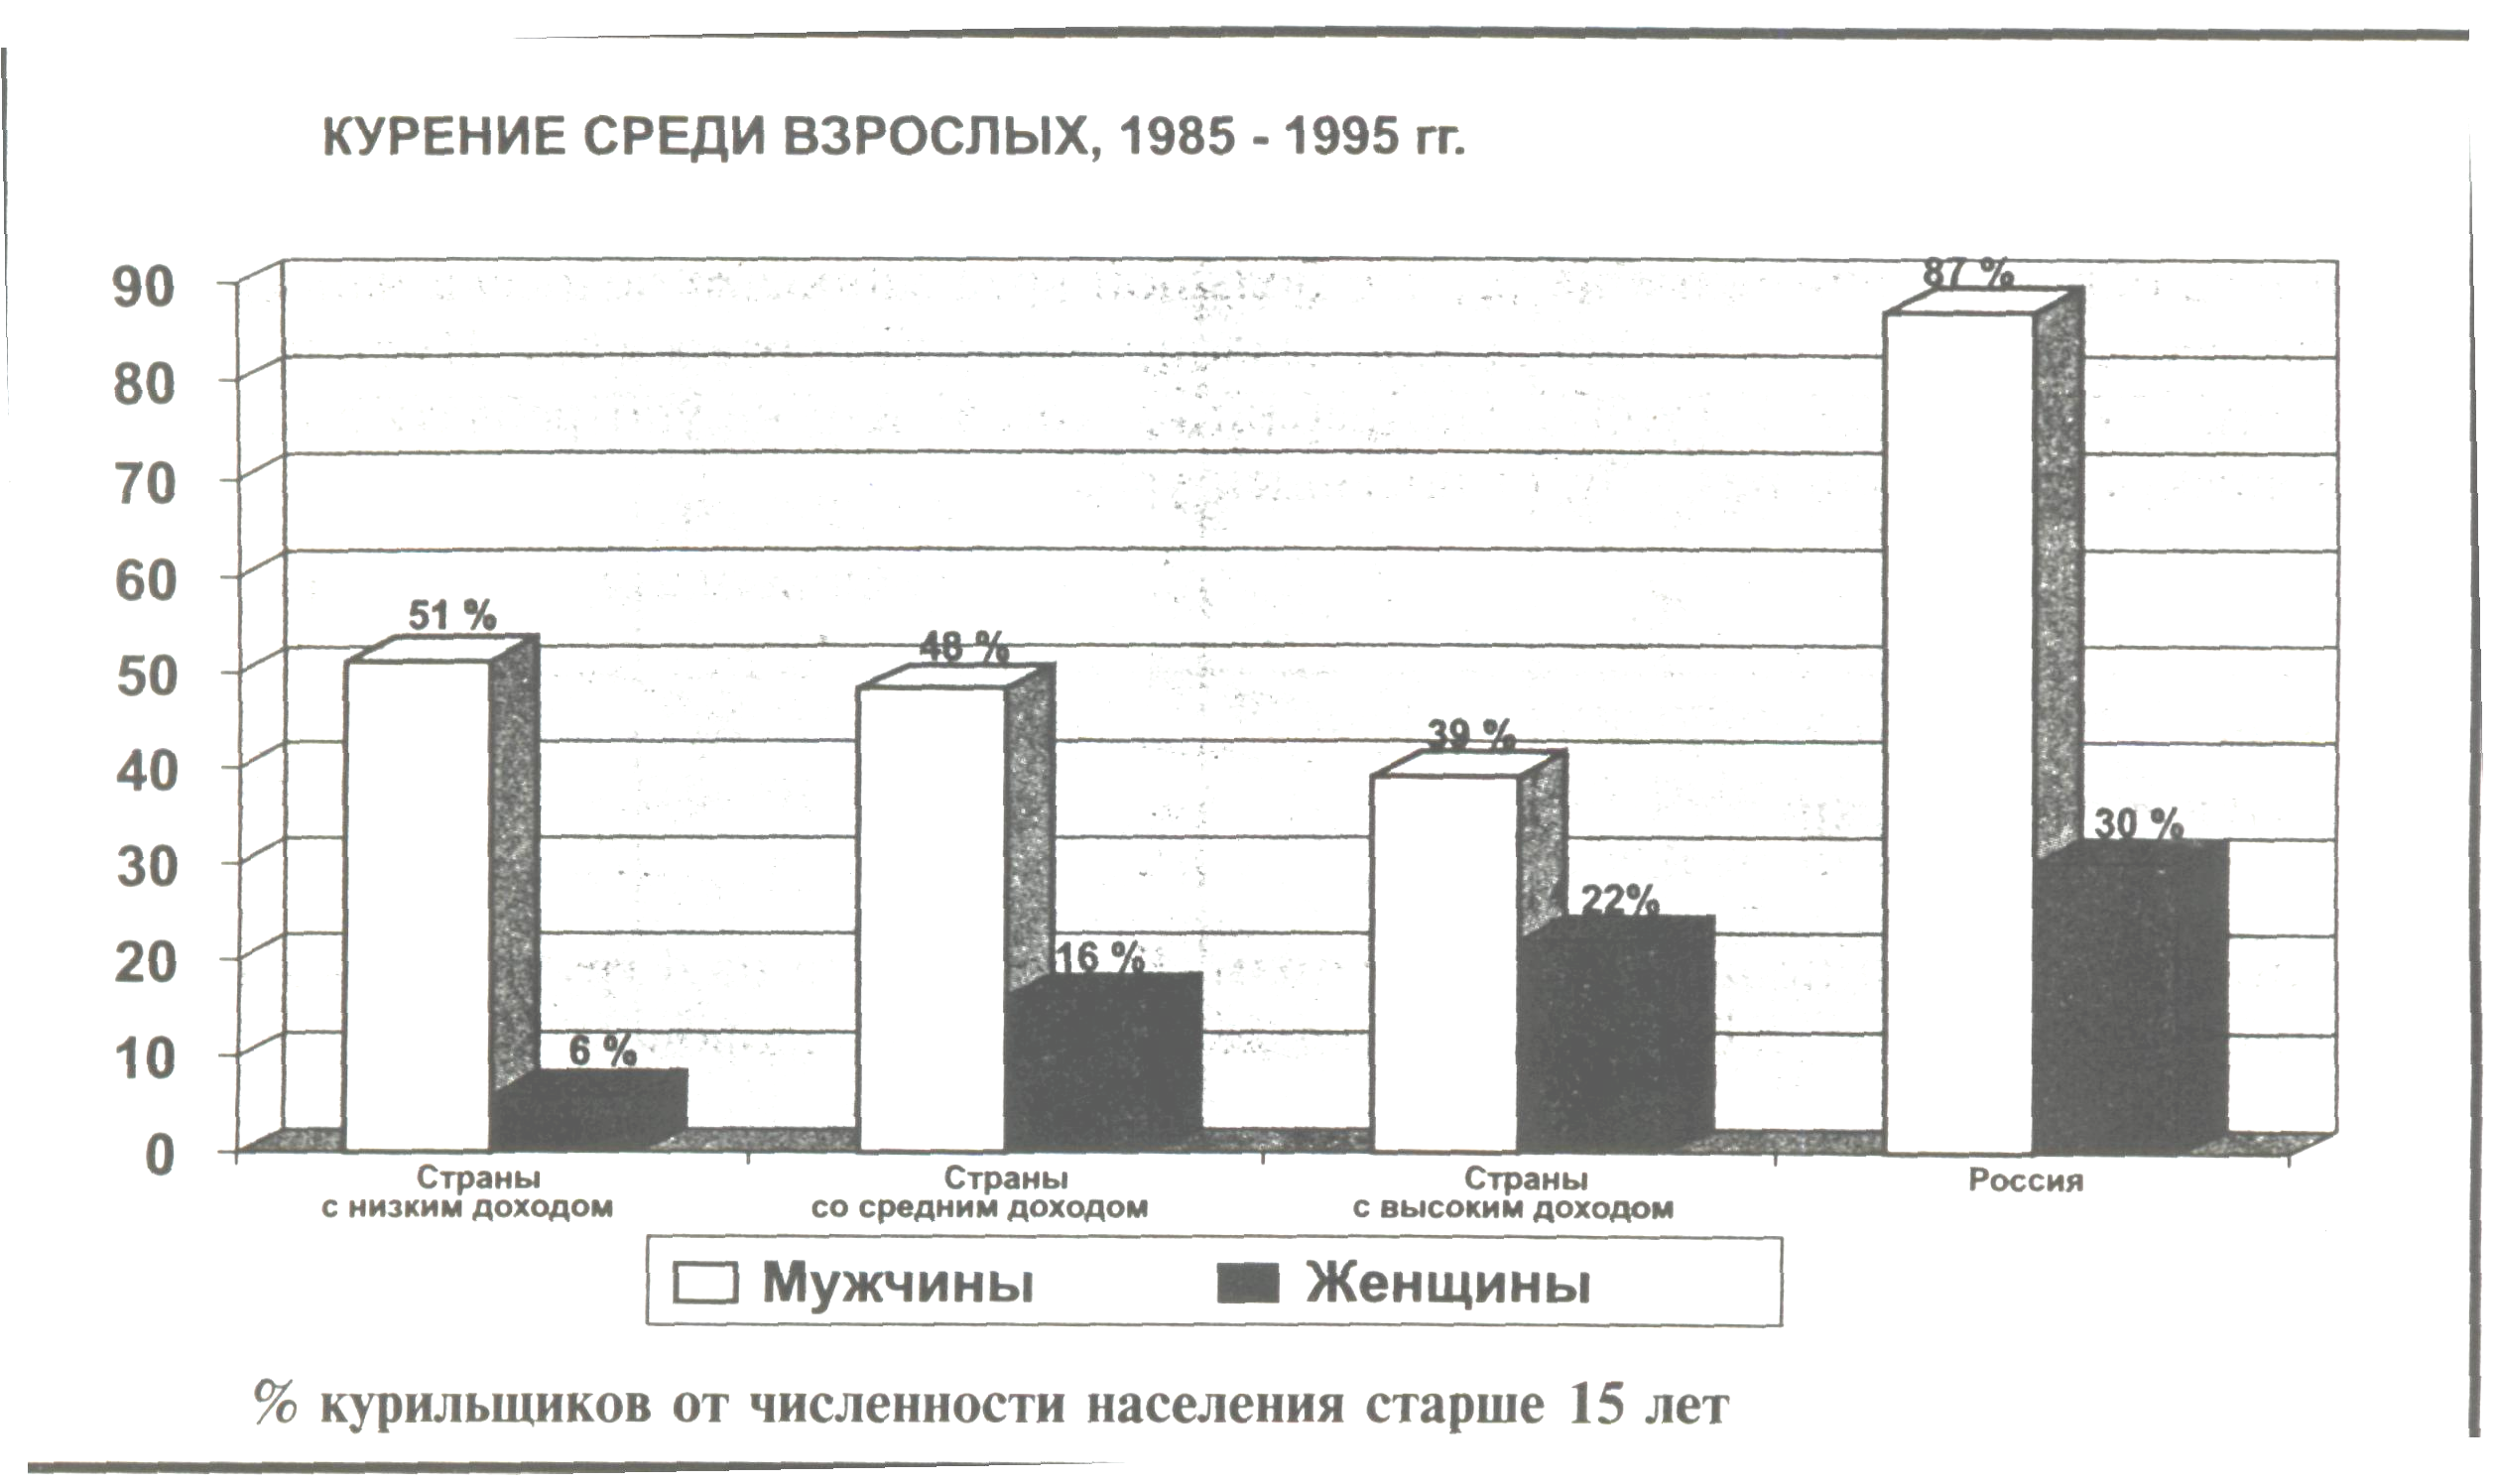 КУРЕНИЕ СРЕДИ ВЗРОСЛЫХ, 1985 - 1995 гг.
90
80
70
60
50
40
30
20
10
0
51 %
6 %
48 %
16 %
39 %
22%
87 %
30 %
Страны
с низким доходом
Страны
со средним доходом
Страны
с высоким доходом
Россия
Мужчины
Женщины
% курильщиков от численности населения старше 15 лет